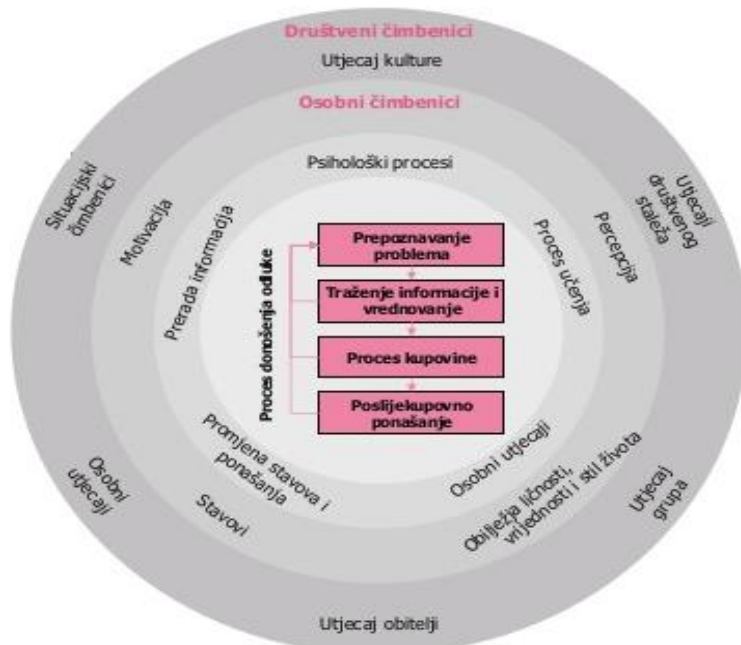 Društveni čimbenici
Utjecaj kulture
Osobni čimbenici
Psihološki procesi
Situacijski
čimbenici
Motivacija
Prerada informacija
Proces učenja
Percepcija
Utjecaji
društvenog
staleža
Proces donošenja odluke
Prepoznavanje
problema
Traženje informacije i
vrednovanje
Proces kupovine
Poslijekupovno
ponašanje
Osobni
utjecaji
Stavovi
Promjena stavova i
ponašanja
Osobni utjecaji
Obilježja ličnosti,
vrijednosti i stil života
Utjecaj
grupa
Utjecaj obitelji